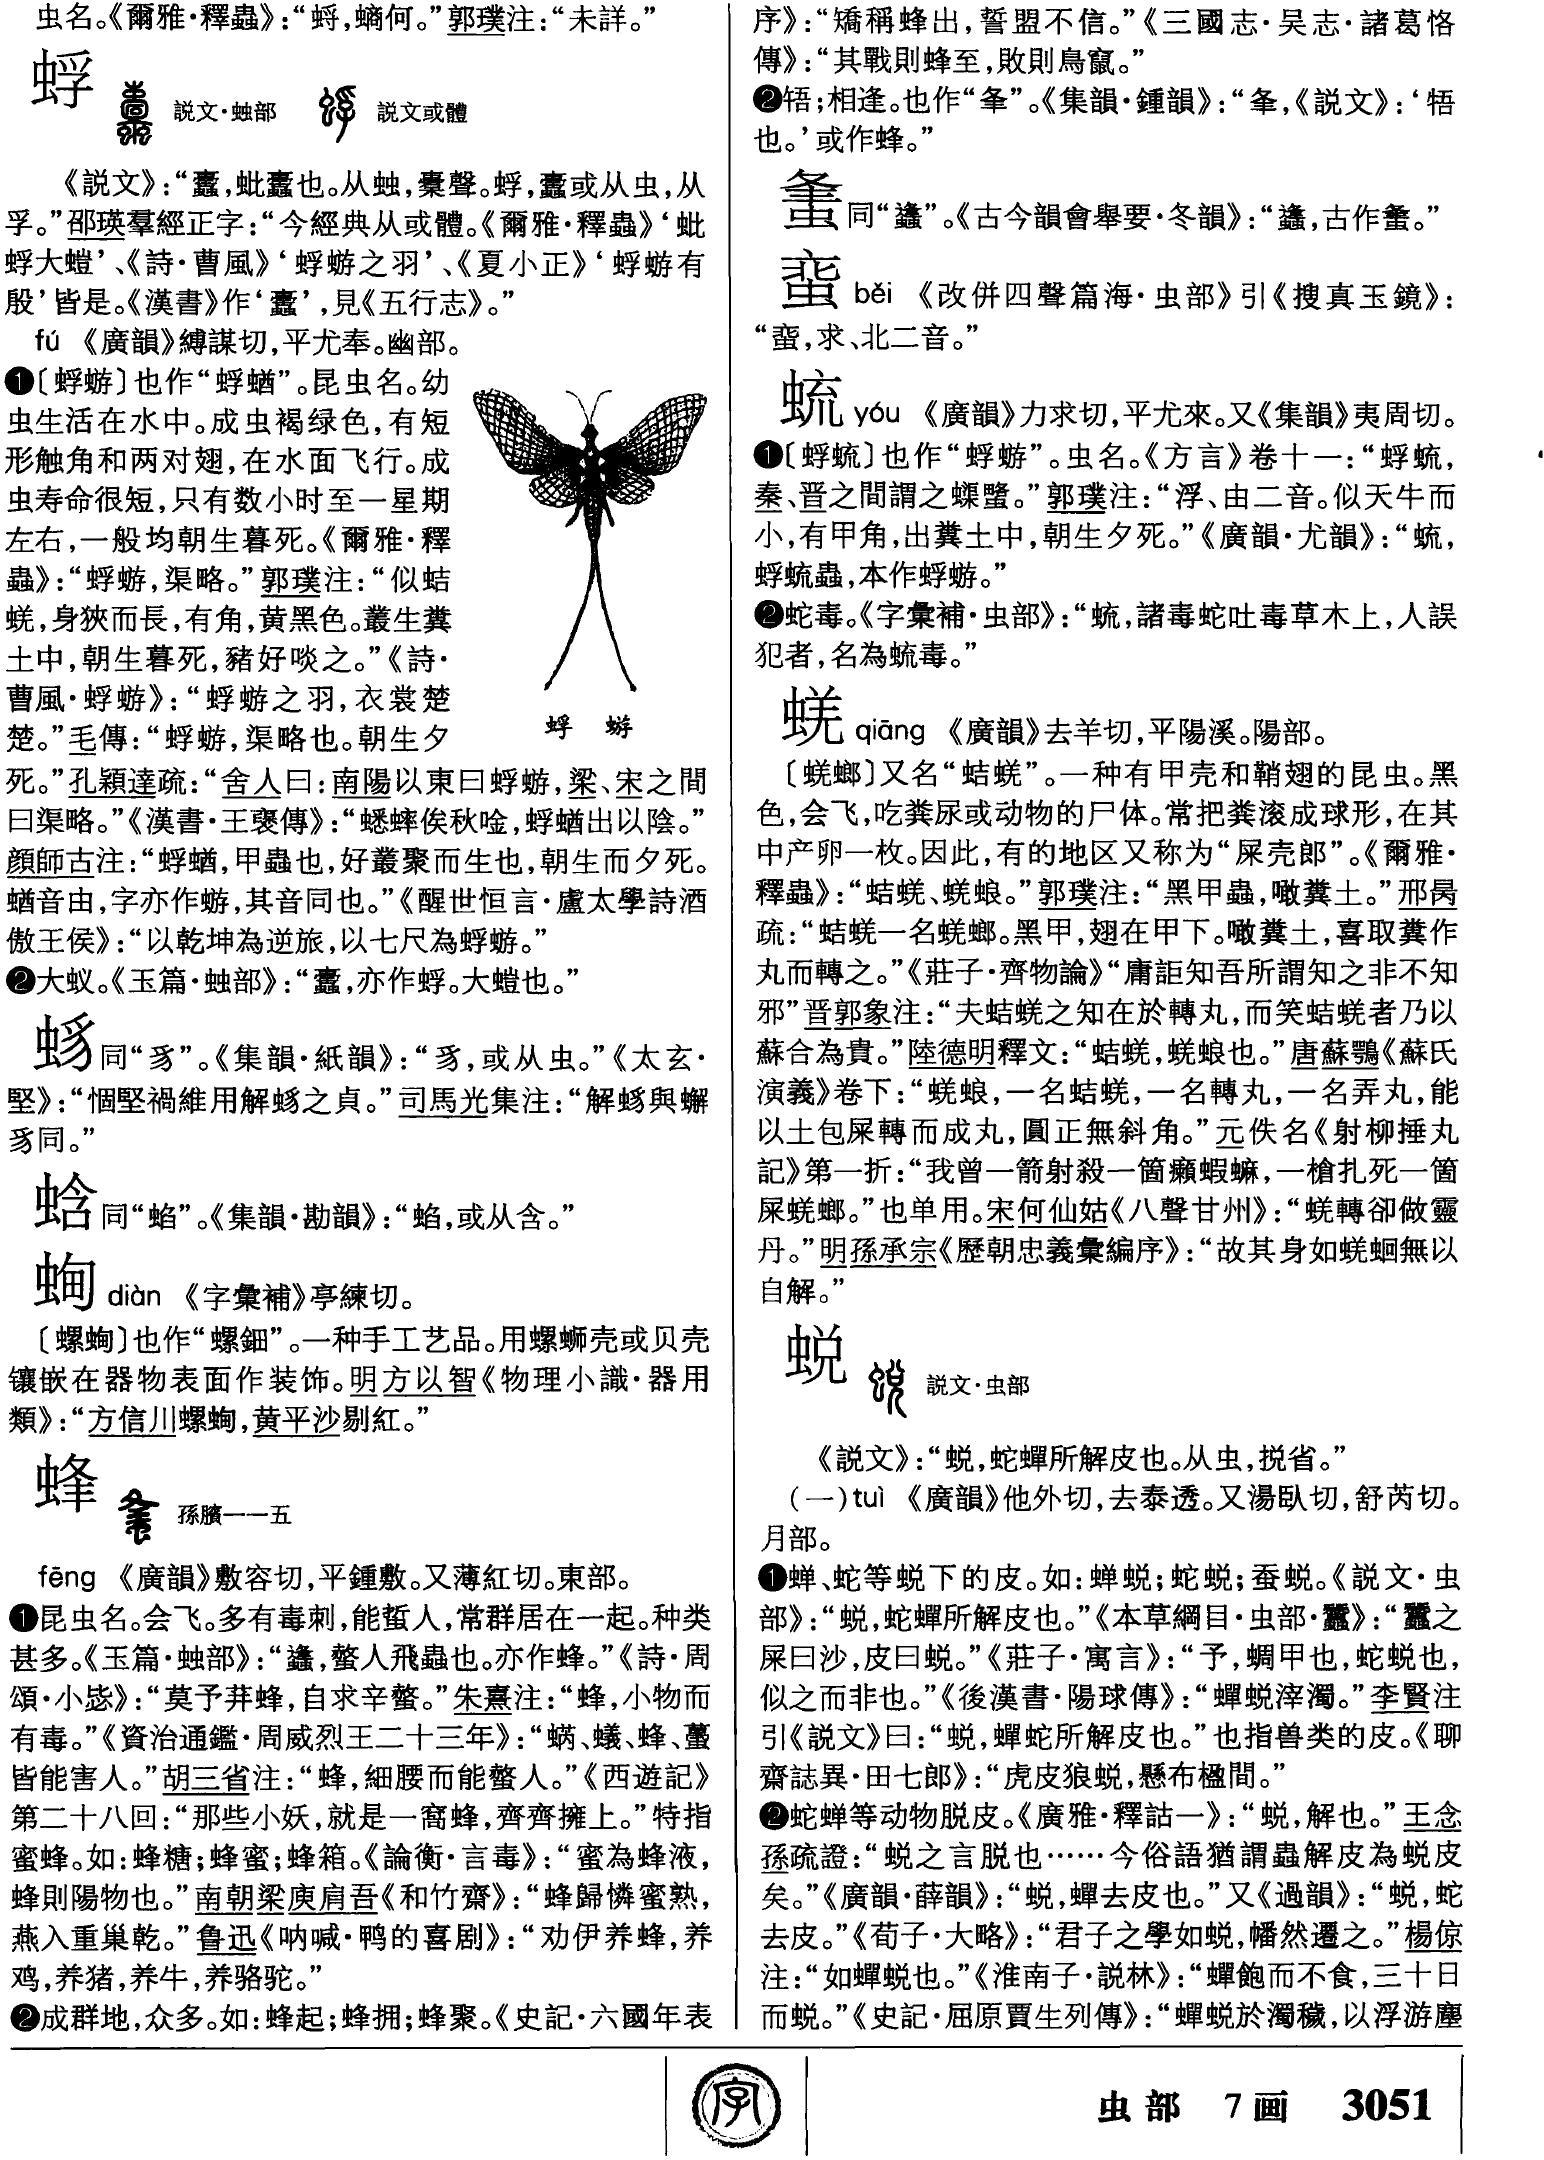 虫名。《爾雅·釋蟲》：“蜉，螪何。”郭璞注：“未詳。”
蜉 説文·䖵部 説文或體
《説文》：“䘀，蚍䘀也。从䖵，橐聲。蜉，䘀或从虫，从
孚。”邵瑛羣經正字：“今經典从或體。《爾雅·釋蟲》‘蚍
蜉大螘’、《詩·曹風》‘蜉蝣之羽’、《夏小正》‘蜉蝣有
殷’皆是。《漢書》作‘䘀’，見《五行志》。”
fú 《廣韻》縛謀切，平尤奉。幽部。
❶〔蜉蝣〕也作“蜉蝤”。昆虫名。幼
虫生活在水中。成虫褐绿色，有短
形触角和两对翅，在水面飞行。成
虫寿命很短，只有数小时至一星期
左右，一般均朝生暮死。《爾雅·釋
蟲》：“蜉蝣，渠略。”郭璞注：“似蛣
蜣，身狹而長，有角，黄黑色。叢生糞
土中，朝生暮死，豬好啖之。”《詩·
曹風·蜉蝣》：“蜉蝣之羽，衣裳楚
楚。”毛傳：“蜉蝣，渠略也。朝生夕
蜉 蝣
死。”孔穎達疏：“舍人曰：南陽以東曰蜉蝣，梁、宋之間
曰渠略。”《漢書·王褒傳》：“蟋蟀俟秋唫，蜉蝤出以陰。”
顔師古注：“蜉蝤，甲蟲也，好叢聚而生也，朝生而夕死。
蝤音由，字亦作蝣，其音同也。”《醒世恒言·盧太學詩酒
傲王侯》：“以乾坤為逆旅，以七尺為蜉蝣。”
❷大蚁。《玉篇·䖵部》：“䘀，亦作蜉。大螘也。”
同“豸”。《集韻·紙韻》：“豸，或从虫。”《太玄·
堅》：“悃堅禍維用解之貞。”司馬光集注：“解與獬
豸同。”
䖔 同“蜭”。《集韻·勘韻》：“蜭，或从含。”
蜔 diàn 《字彙補》亭練切。
〔螺蜔〕也作“螺鈿”。一种手工艺品。用螺蛳壳或贝壳
镶嵌在器物表面作装饰。明方以智《物理小識·器用
類》：“方信川螺蜔，黄平沙剔紅。”
蜂 孫臏一一五
fēng 《廣韻》敷容切，平鍾敷。又薄紅切。東部。
❶昆虫名。会飞。多有毒刺，能蜇人，常群居在一起。种类
甚多。《玉篇·䖵部》：“䗬，螫人飛蟲也。亦作蜂。”《詩·周
頌·小毖》：“莫予荓蜂，自求辛螫。”朱熹注：“蜂，小物而
有毒。”《資治通鑑·周威烈王二十三年》：“蜹、蟻、蜂、蠆
皆能害人。”胡三省注：“蜂，細腰而能螫人。”《西遊記》
第二十八回：“那些小妖，就是一窩蜂，齊齊擁上。”特指
蜜蜂。如：蜂糖；蜂蜜；蜂箱。《論衡·言毒》：“蜜為蜂液，
蜂則陽物也。”南朝梁庾肩吾《和竹齋》：“蜂歸憐蜜熟，
燕入重巢乾。”鲁迅《呐喊·鸭的喜剧》：“劝伊养蜂，养
鸡，养猪，养牛，养骆驼。”
❷成群地，众多。如：蜂起；蜂拥；蜂聚。《史記·六國年表
序》：“矯稱蜂出，誓盟不信。”《三國志·吴志·諸葛恪
傳》：“其戰則蜂至，敗則鳥竄。”
❷牾；相逢。也作“夆”。《集韻·鍾韻》：“夆，《説文》：‘牾
也。’或作蜂。”
同“䗬”。《古今韻會舉要·冬韻》：“䗬，古作。”
běi 《改併四聲篇海·虫部》引《搜真玉鏡》：
“，求、北二音。”
蝅 yóu 《廣韻》力求切，平尤來。又《集韻》夷周切。
❶〔蜉〕也作“蜉蝣”。虫名。《方言》卷十一：“蜉，
秦、晋之間謂之蟝䗘。”郭璞注：“浮、由二音。似天牛而
小，有甲角，出糞土中，朝生夕死。”《廣韻·尤韻》：“，
蜉蟲，本作蜉蝣。”
❷蛇毒。《字彙補·虫部》：“，諸毒蛇吐毒草木上，人誤
犯者，名為毒。”
蜣 qiāng 《廣韻》去羊切，平陽溪。陽部。
〔蜣螂〕又名“蛣蜣”。一种有甲壳和鞘翅的昆虫。黑
色，会飞，吃粪尿或动物的尸体。常把粪滚成球形，在其
中产卵一枚。因此，有的地区又称为“屎壳郎”。《爾雅·
釋蟲》：“蛣蜣、蜣蜋。”郭璞注：“黑甲蟲，噉糞土。”邢昺
疏：“蛣蜣一名蜣螂。黑甲，翅在甲下。噉糞土，喜取糞作
丸而轉之。”《莊子·齊物論》“庸詎知吾所謂知之非不知
邪”晋郭象注：“夫蛣蜣之知在於轉丸，而笑蛣蜣者乃以
蘇合為貴。”陸德明釋文：“蛣蜣，蜣蜋也。”唐蘇鶚《蘇氏
演義》卷下：“蜣蜋，一名蛣蜣，一名轉丸，一名弄丸，能
以土包屎轉而成丸，圓正無斜角。”元佚名《射柳捶丸
記》第一折：“我曾一箭射殺一箇癩蝦蟆，一槍扎死一箇
屎蜣螂。”也单用。宋何仙姑《八聲甘州》：“蜣轉卻做靈
丹。”明孫承宗《歷朝忠義彙編序》：“故其身如蜣蛔無以
自解。”
蜕 説文·虫部
《説文》：“蜕，蛇蟬所解皮也。从虫，挩省。”
（一）tuì 《廣韻》他外切，去泰透。又湯臥切，舒芮切。
月部。
❶蝉、蛇等蜕下的皮。如：蝉蜕；蛇蜕；蚕蜕。《説文·虫
部》：“蜕，蛇蟬所解皮也。”《本草綱目·虫部·蠶》：“蠶之
屎曰沙，皮曰蜕。”《莊子·寓言》：“予，蜩甲也，蛇蜕也，
似之而非也。”《後漢書·陽球傳》：“蟬蜕滓濁。”李賢注
引《説文》曰：“蜕，蟬蛇所解皮也。”也指兽类的皮。《聊
齋誌異·田七郎》：“虎皮狼蜕，懸布楹間。”
❷蛇蝉等动物脱皮。《廣雅·釋詁一》：“蜕，解也。”王念
孫疏證：“蜕之言脱也……今俗語猶謂蟲解皮為蜕皮
矣。”《廣韻·薛韻》：“蜕，蟬去皮也。”又《過韻》：“蜕，蛇
去皮。”《荀子·大略》：“君子之學如蜕，幡然遷之。”楊倞
注：“如蟬蜕也。”《淮南子·説林》：“蟬飽而不食，三十日
而蜕。”《史記·屈原賈生列傳》：“蟬蜕於濁穢，以浮游塵
字
虫部 7画 3051